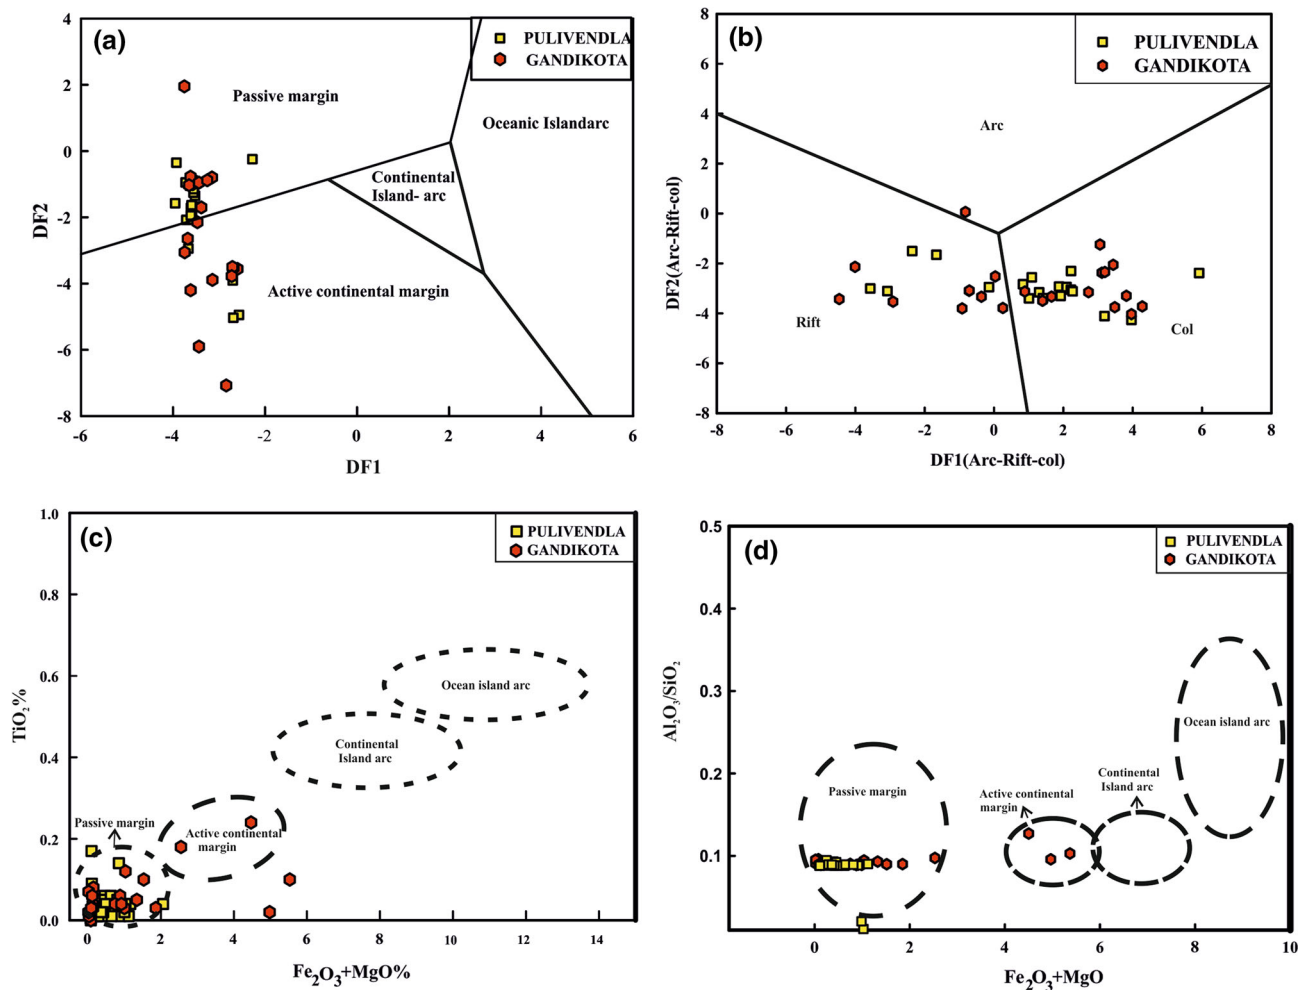 (a)
PULIVENDLA
GANDIKOTA
Passive margin
Oceanic Islandarc
Continental
Island- arc
Active continental margin
4
2
0
-2
-4
-6
-8
DF2
-6
-4
-2
0
2
4
6
DF1
(b)
PULIVENDLA
GANDIKOTA
Arc
Rift
Col
8
6
4
2
0
-2
-4
-6
-8
DF2(Arc-Rift-col)
-8
-6
-4
-2
0
2
4
6
8
DF1(Arc-Rift-col)
(c)
PULIVENDLA
GANDIKOTA
Ocean island arc
Continental
Island arc
Passive margin
Active continental
margin
1.0
0.8
0.6
0.4
0.2
0.0
TiO2%
0
2
4
6
8
10
12
14
Fe2O3+MgO%
(d)
PULIVENDLA
GANDIKOTA
Ocean island arc
Continental
Island arc
Passive margin
Active continental
margin
0.5
0.4
0.3
0.2
0.1
Al2O3/SiO2
0
2
4
6
8
10
Fe2O3+MgO